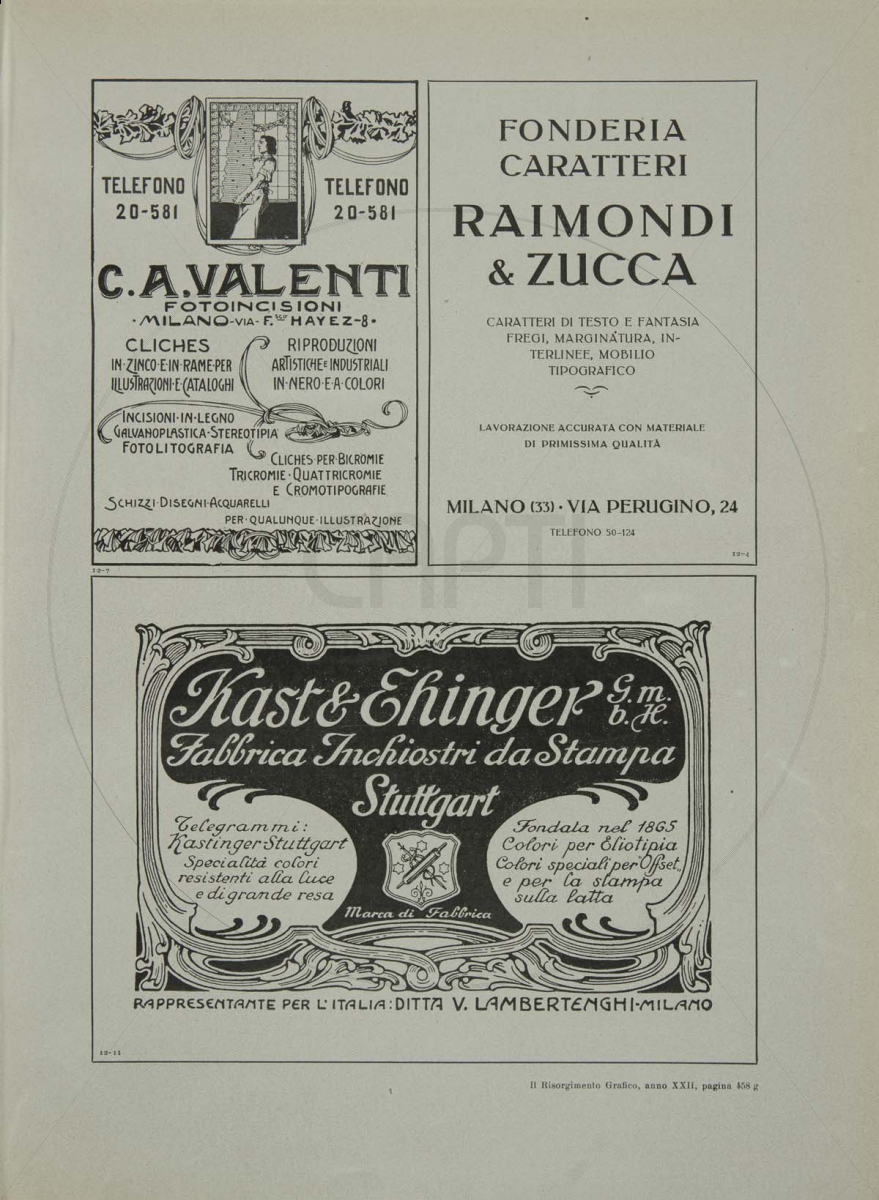 TELEFONO
20-581
TELEFONO
20-581
C.A.VALENTI
FOTOINCISIONI
·MILANO-VIA-F.sco HAYEZ-8·
CLICHES
IN·ZINCO·E·IN·RAME·PER
ILLUSTRAZIONI·E·CATALOGHI
RIPRODUZIONI
ARTISTICHE E INDUSTRIALI
IN·NERO·E·A·COLORI
INCISIONI·IN·LEGNO
GALVANOPLASTICA·STEREOTIPIA
FOTOLITOGRAFIA
CLICHES·PER·BICROMIE
TRICROMIE·QUATTRICROMIE
E CROMOTIPOGRAFIE
SCHIZZI·DISEGNI·ACQUARELLI
PER·QUALUNQUE·ILLUSTRAZIONE
12-7
FONDERIA
CARATTERI
RAIMONDI
& ZUCCA
CARATTERI DI TESTO E FANTASIA
FREGI, MARGINATURA, IN-
TERLINEE, MOBILIO
TIPOGRAFICO
LAVORAZIONE ACCURATA CON MATERIALE
DI PRIMISSIMA QUALITÀ
MILANO (33) · VIA PERUGINO, 24
TELEFONO 50-124
12-4
CAPTI
Kast & Ehinger G.m.
b.H.
Fabbrica Inchiostri da Stampa
Stuttgart
Telegrammi:
Kastinger Stuttgart
Specialità colori
resistenti alla luce
e di grande resa
Fondata nel 1865
Colori per Eliotipia
Colori speciali per Offset,
e per la stampa
sulla latta
Marca di Fabbrica
RAPPRESENTANTE PER L'ITALIA: DITTA V. LAMBERTENGHI-MILANO
12-11
Il Risorgimento Grafico, anno XXII, pagina 458 g